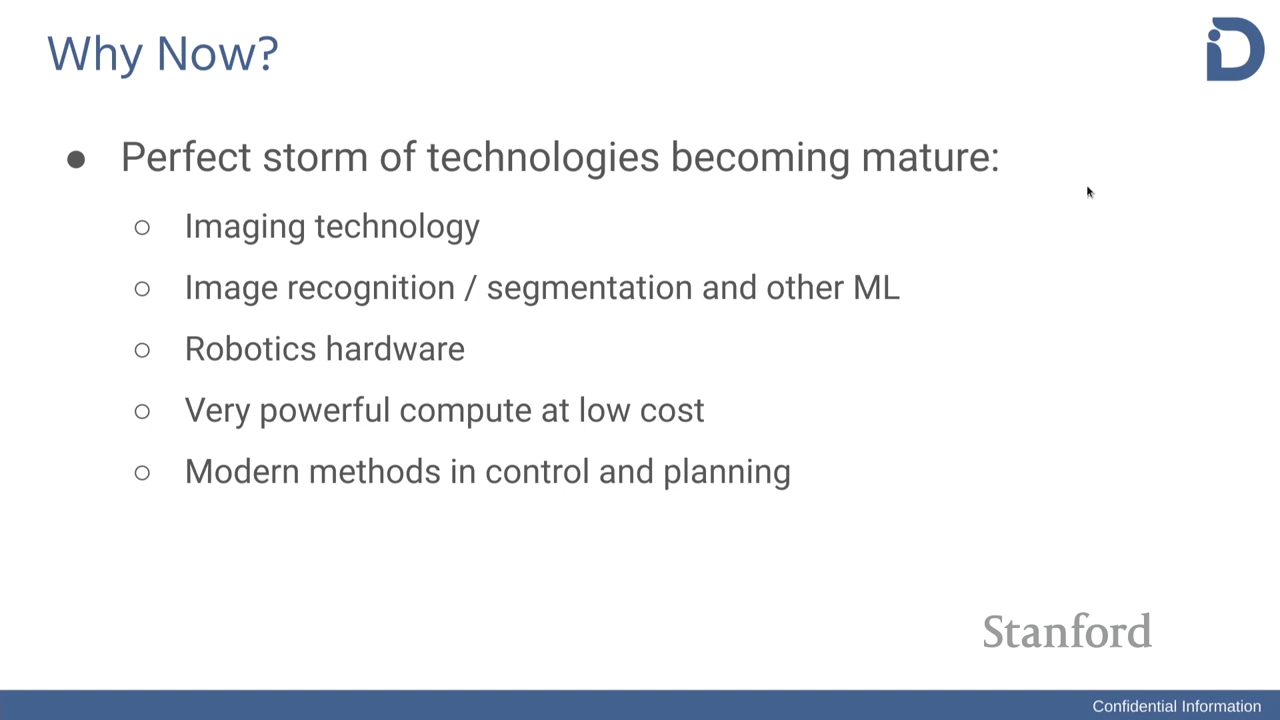 Why Now?
● Perfect storm of technologies becoming mature:
○ Imaging technology
○ Image recognition / segmentation and other ML
○ Robotics hardware
○ Very powerful compute at low cost
○ Modern methods in control and planning
Stanford
Confidential Information